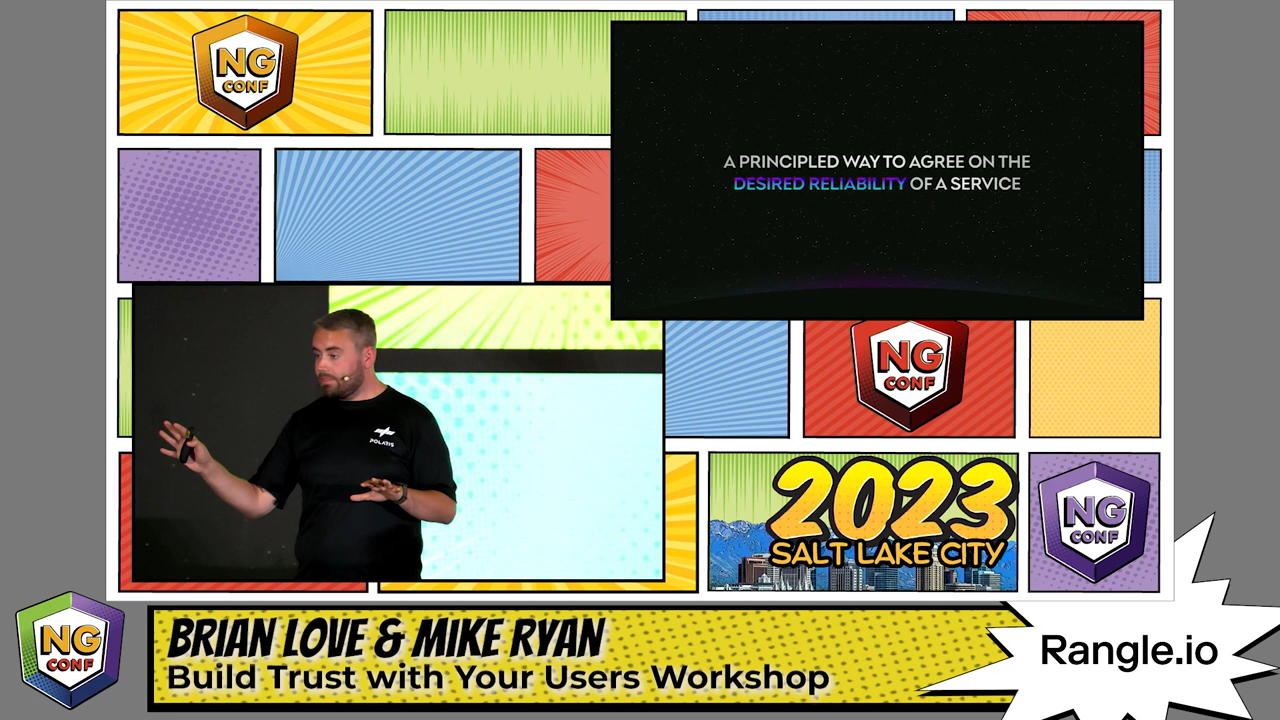 NG
CONF
A PRINCIPLED WAY TO AGREE ON THE
DESIRED RELIABILITY OF A SERVICE
POLARIS
NG
CONF
2023
SALT LAKE CITY
NG
CONF
NG
CONF
BRIAN LOVE & MIKE RYAN
Build Trust with Your Users Workshop
Rangle.io